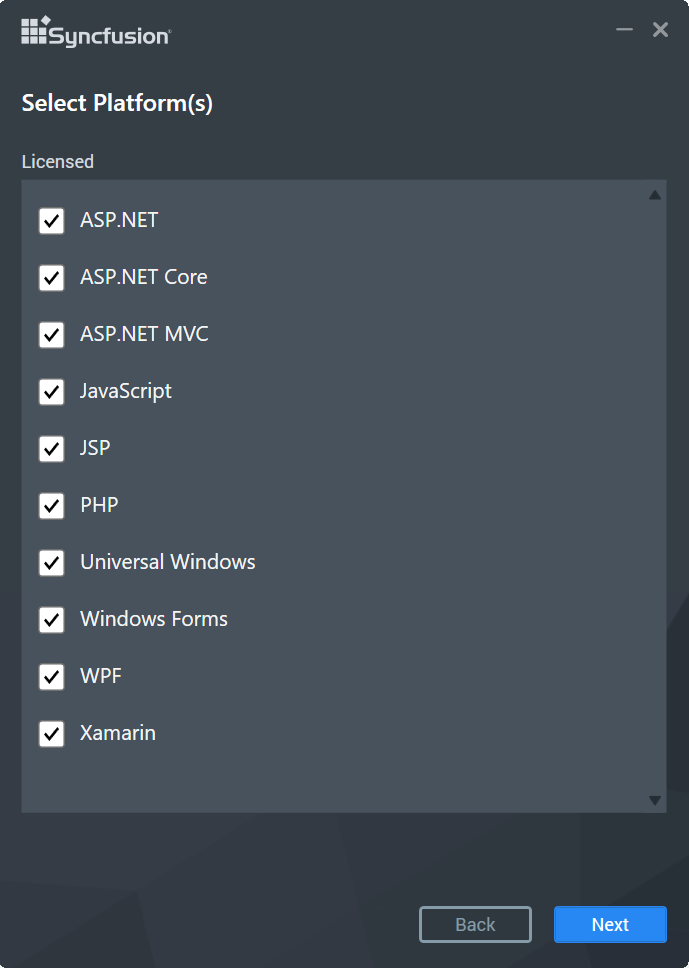 Syncfusion®
Select Platform(s)
Licensed
ASP.NET
ASP.NET Core
ASP.NET MVC
JavaScript
JSP
PHP
Universal Windows
Windows Forms
WPF
Xamarin
Back
Next